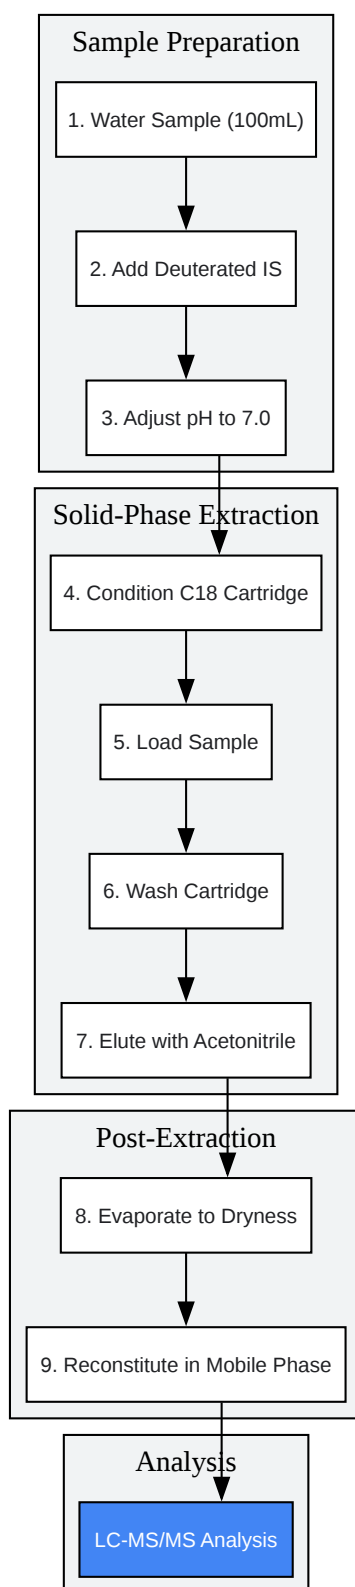 Sample Preparation
1. Water Sample (100mL)
2. Add Deuterated IS
3. Adjust pH to 7.0
Solid-Phase Extraction
4. Condition C18 Cartridge
5. Load Sample
6. Wash Cartridge
7. Elute with Acetonitrile
Post-Extraction
8. Evaporate to Dryness
9. Reconstitute in Mobile Phase
Analysis
LC-MS/MS Analysis